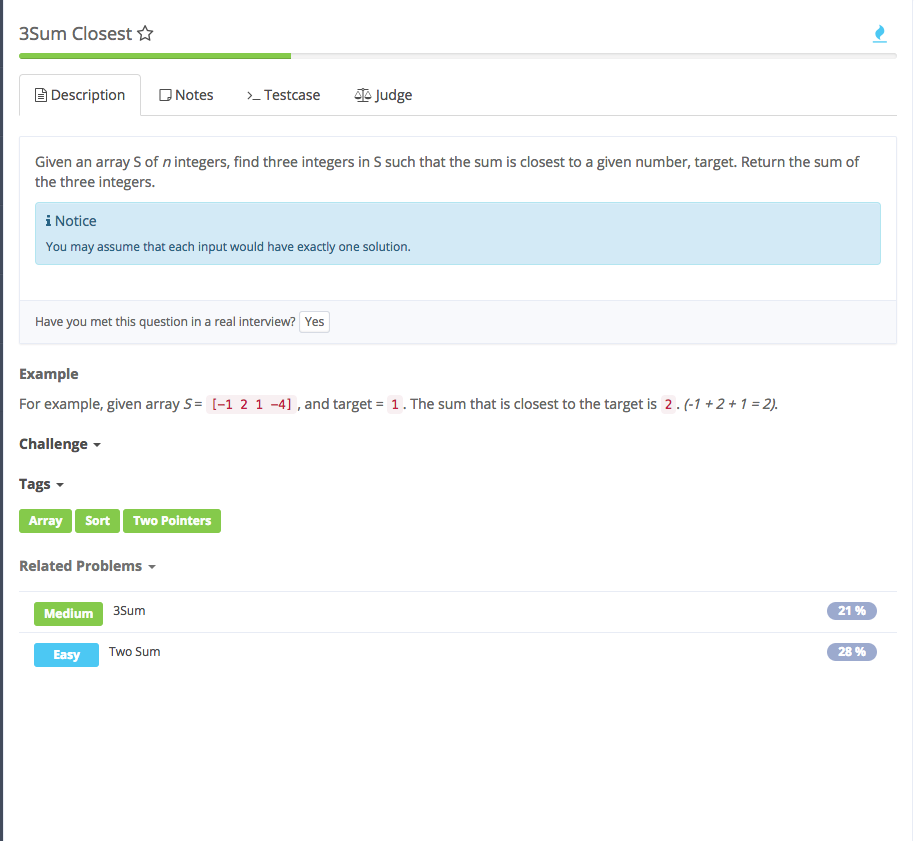 3Sum Closest
Description Notes >_ Testcase Judge
Given an array S of n integers, find three integers in S such that the sum is closest to a given number, target. Return the sum of
the three integers.
Notice
You may assume that each input would have exactly one solution.
Have you met this question in a real interview? Yes
Example
For example, given array S = [-1 2 1 -4], and target = 1. The sum that is closest to the target is 2. (-1 + 2 + 1 = 2).
Challenge
Tags
Array Sort Two Pointers
Related Problems
Medium 3Sum 21 %
Easy Two Sum 28 %